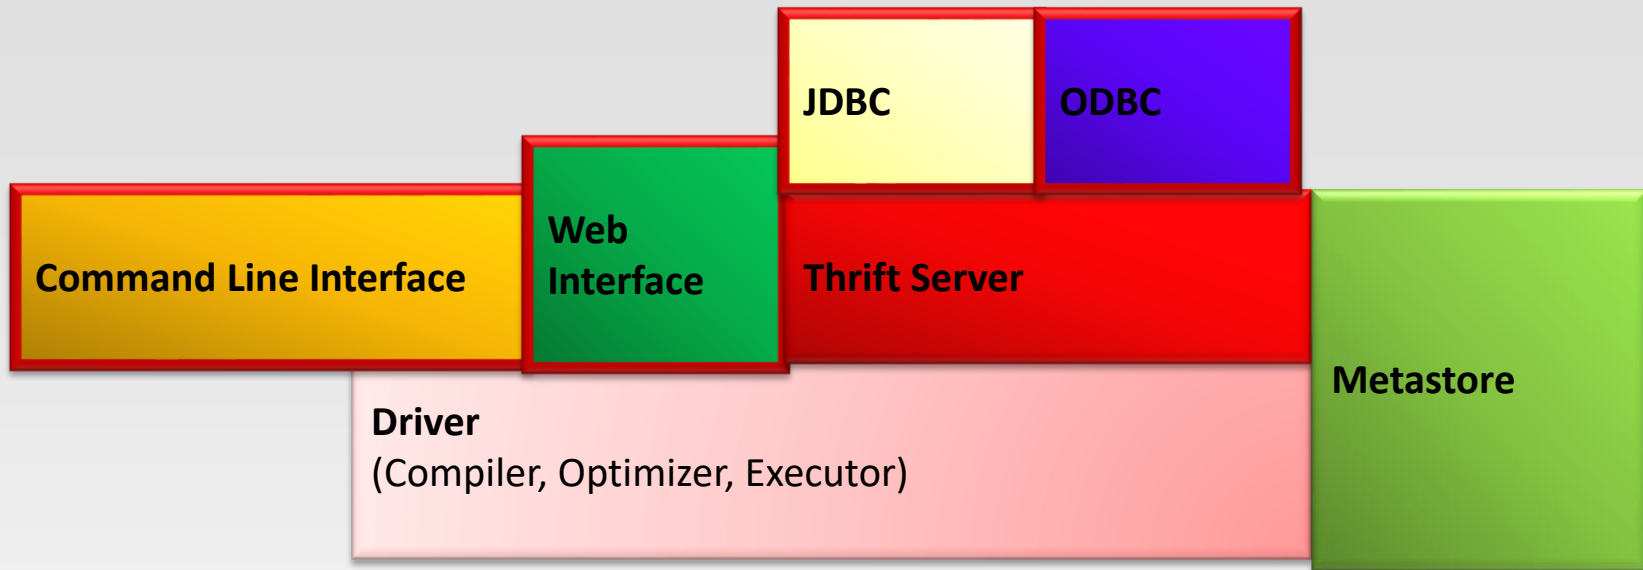 JDBC
ODBC
Command Line Interface
Web
Interface
Thrift Server
Metastore
Driver
(Compiler, Optimizer, Executor)